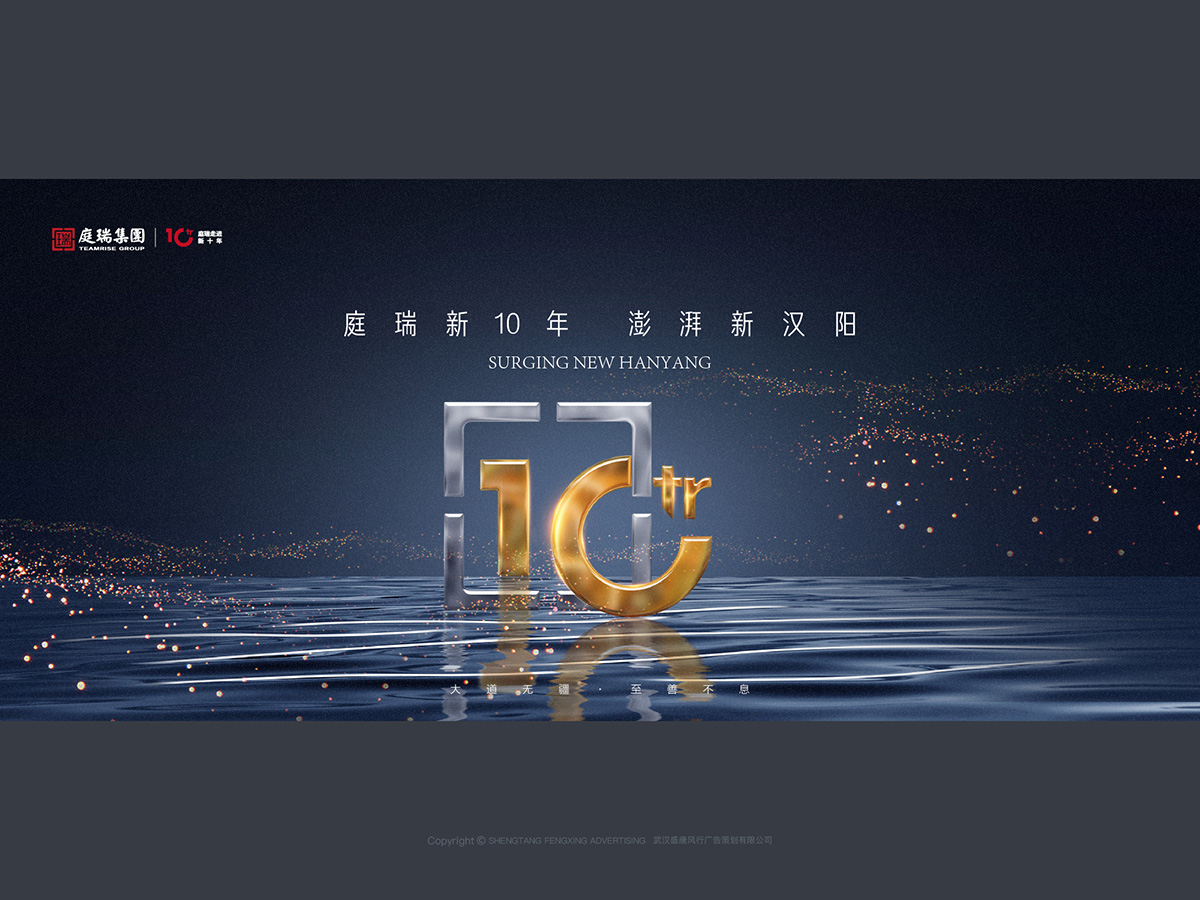 庭瑞集團
TEAMRISE GROUP
10tr
庭瑞走进
新十年
庭瑞新10年 澎湃新汉阳
SURGING NEW HANYANG
10tr
大道无疆·至善不息
Copyright © SHENGTANG FENGXING ADVERTISING 武汉盛唐风行广告策划有限公司